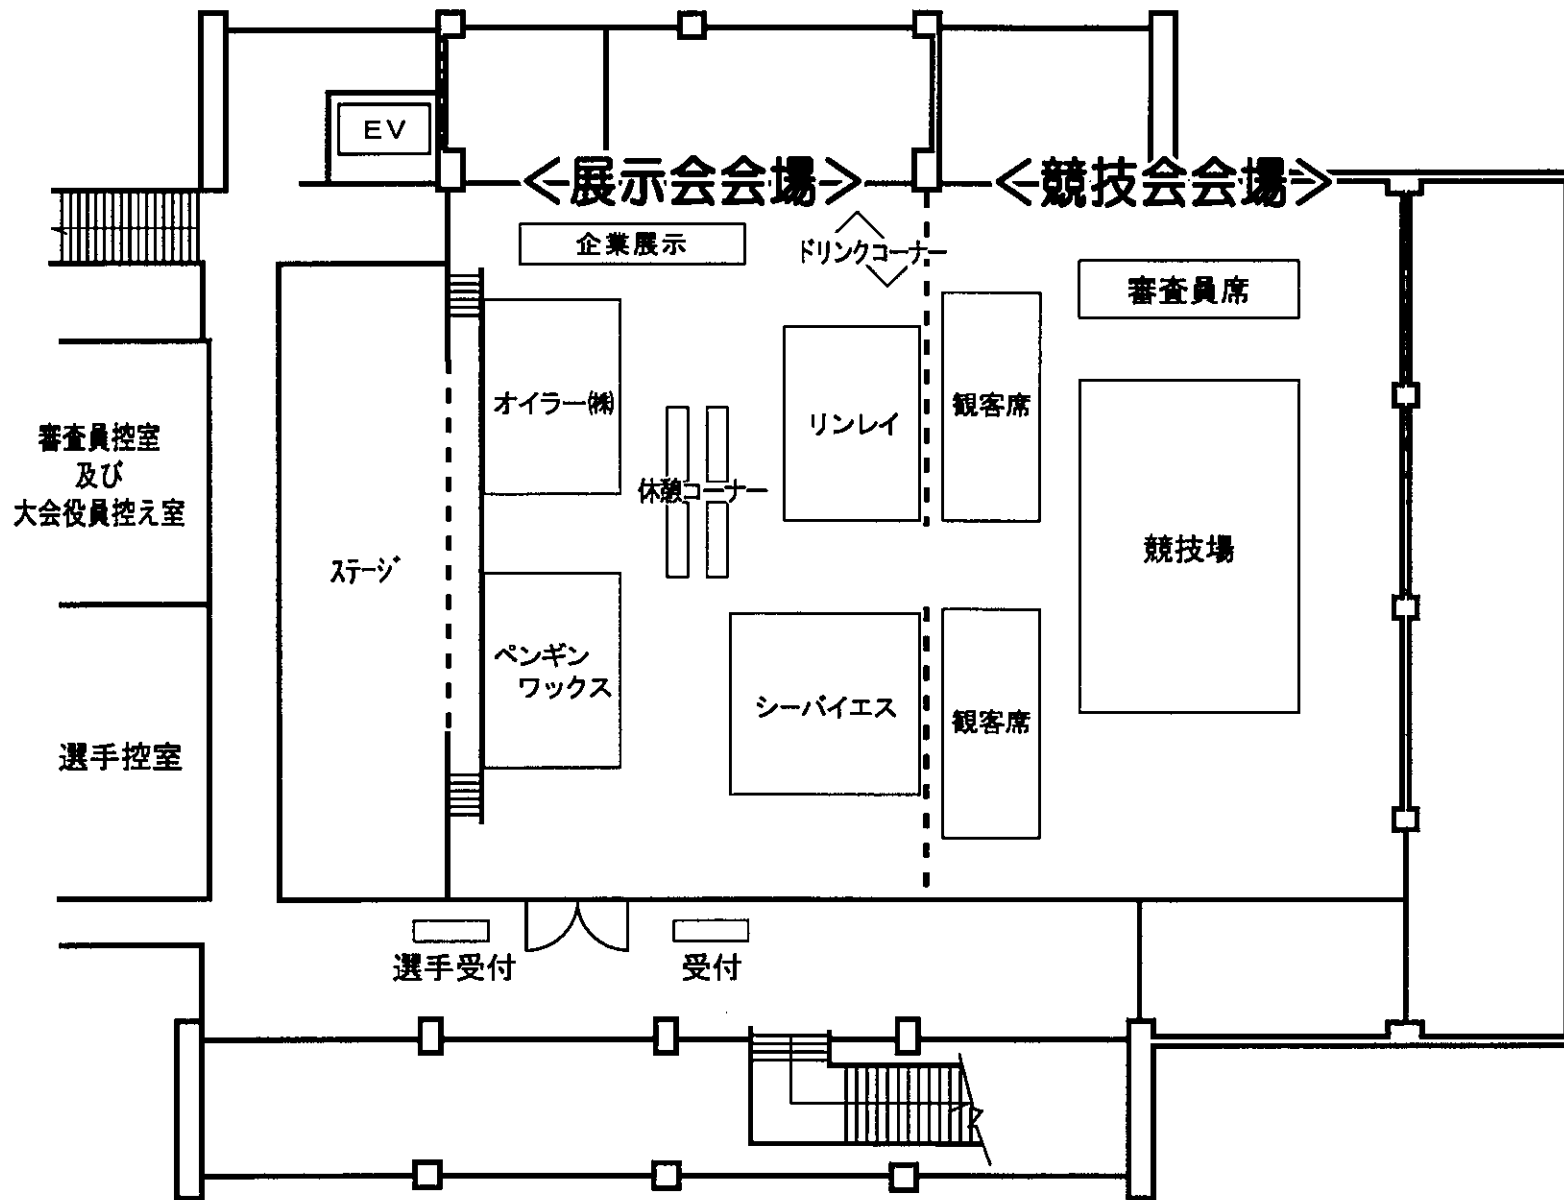 EV
<展示会会場>
<競技会会場>
企業展示
ドリンクコーナー
審査員席
オイラー㈱
リンレイ
観客席
審査員控室
及び
大会役員控え室
休憩コーナー
競技場
ステージ
ペンギン
ワックス
シーバイエス
観客席
選手控室
選手受付
受付